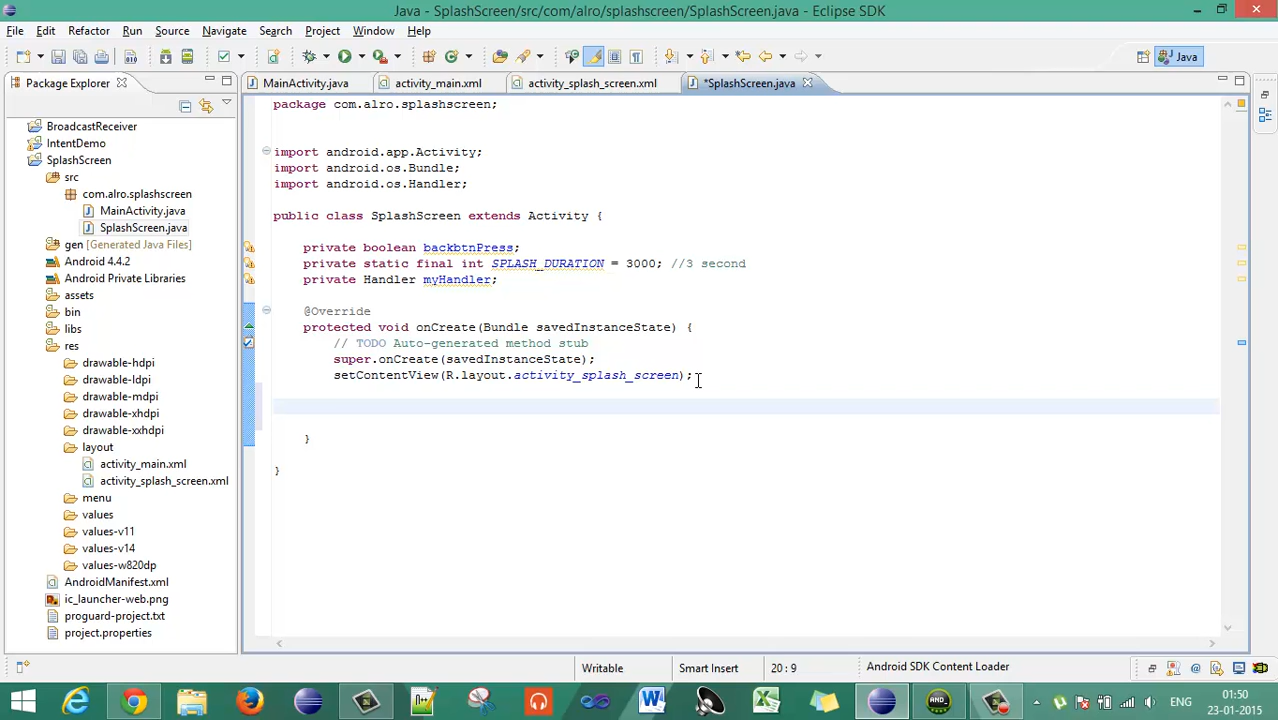 Java - SplashScreen/src/com/alro/splashscreen/SplashScreen.java - Eclipse SDK
File Edit Refactor Run Source Navigate Search Project Window Help
Java
Package Explorer
MainActivity.java activity_main.xml activity_splash_screen.xml *SplashScreen.java
BroadcastReceiver
IntentDemo
SplashScreen
src
com.alro.splashscreen
MainActivity.java
SplashScreen.java
gen [Generated Java Files]
Android 4.4.2
Android Private Libraries
assets
bin
libs
res
drawable-hdpi
drawable-ldpi
drawable-mdpi
drawable-xhdpi
drawable-xxhdpi
layout
activity_main.xml
activity_splash_screen.xml
menu
values
values-v11
values-v14
values-w820dp
AndroidManifest.xml
ic_launcher-web.png
proguard-project.txt
project.properties
package com.alro.splashscreen;
import android.app.Activity;
import android.os.Bundle;
import android.os.Handler;
public class SplashScreen extends Activity {
private boolean backbtnPress;
private static final int SPLASH_DURATION = 3000; //3 second
private Handler myHandler;
@Override
protected void onCreate(Bundle savedInstanceState) {
// TODO Auto-generated method stub
super.onCreate(savedInstanceState);
setContentView(R.layout.activity_splash_screen);
}
}
Writable Smart Insert 20 : 9 Android SDK Content Loader
ENG
01:50
23-01-2015